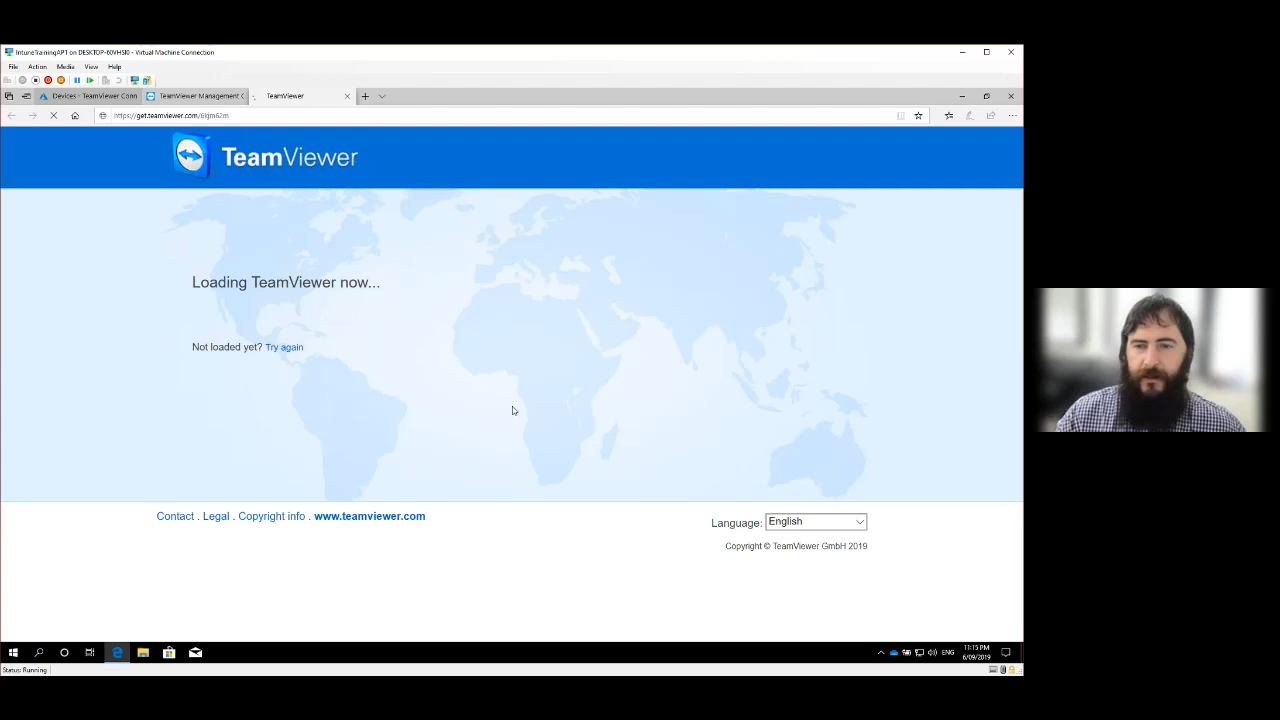 IntuneTrainingAP1 on DESKTOP-60VHSI0 - Virtual Machine Connection
File Action Media View Help
Devices - TeamViewer Conn
TeamViewer Management C
TeamViewer
https://get.teamviewer.com/6kjm62m
TeamViewer
Loading TeamViewer now...
Not loaded yet? Try again
Contact . Legal . Copyright info . www.teamviewer.com
Language: English
Copyright © TeamViewer GmbH 2019
ENG
11:15 PM
6/09/2019
Status: Running